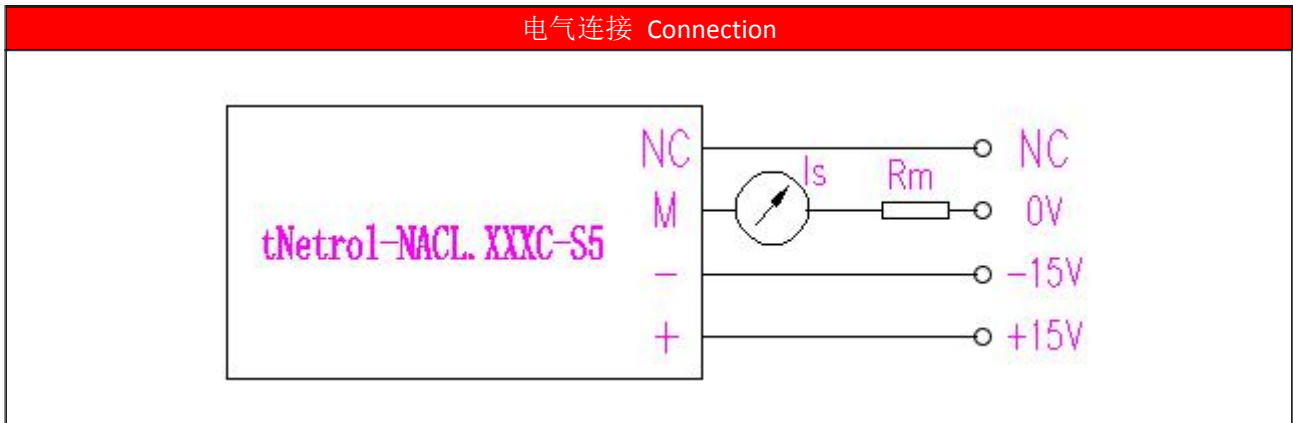 电气连接 Connection
NC NC
Is Rm
M 0V
tNetrol-NACL.XXXC-S5
- -15V
+ +15V